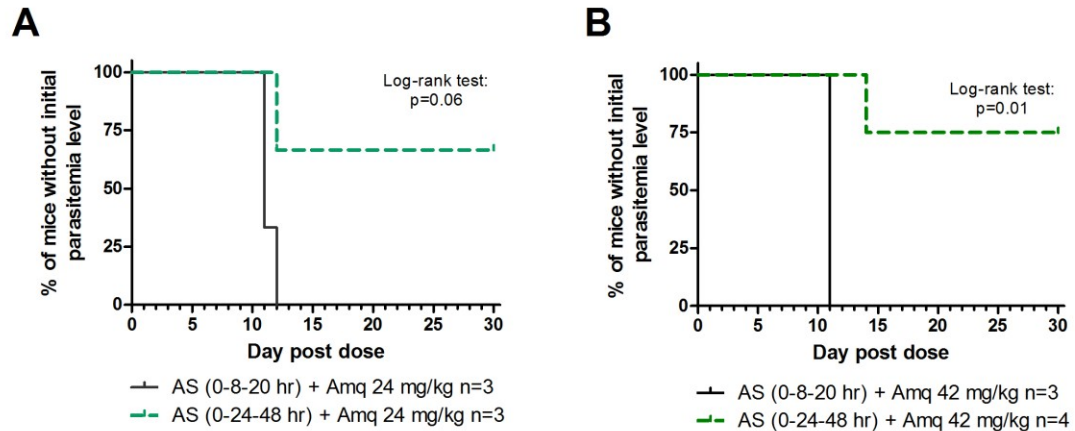 A
% of mice without initial
parasitemia level
100
75
50
25
0
0 5 10 15 20 25 30
Day post dose
Log-rank test:
p=0.06
AS (0-8-20 hr) + Amq 24 mg/kg n=3
AS (0-24-48 hr) + Amq 24 mg/kg n=3
B
% of mice without initial
parasitemia level
100
75
50
25
0
0 5 10 15 20 25 30
Day post dose
Log-rank test:
p=0.01
AS (0-8-20 hr) + Amq 42 mg/kg n=3
AS (0-24-48 hr) + Amq 42 mg/kg n=4